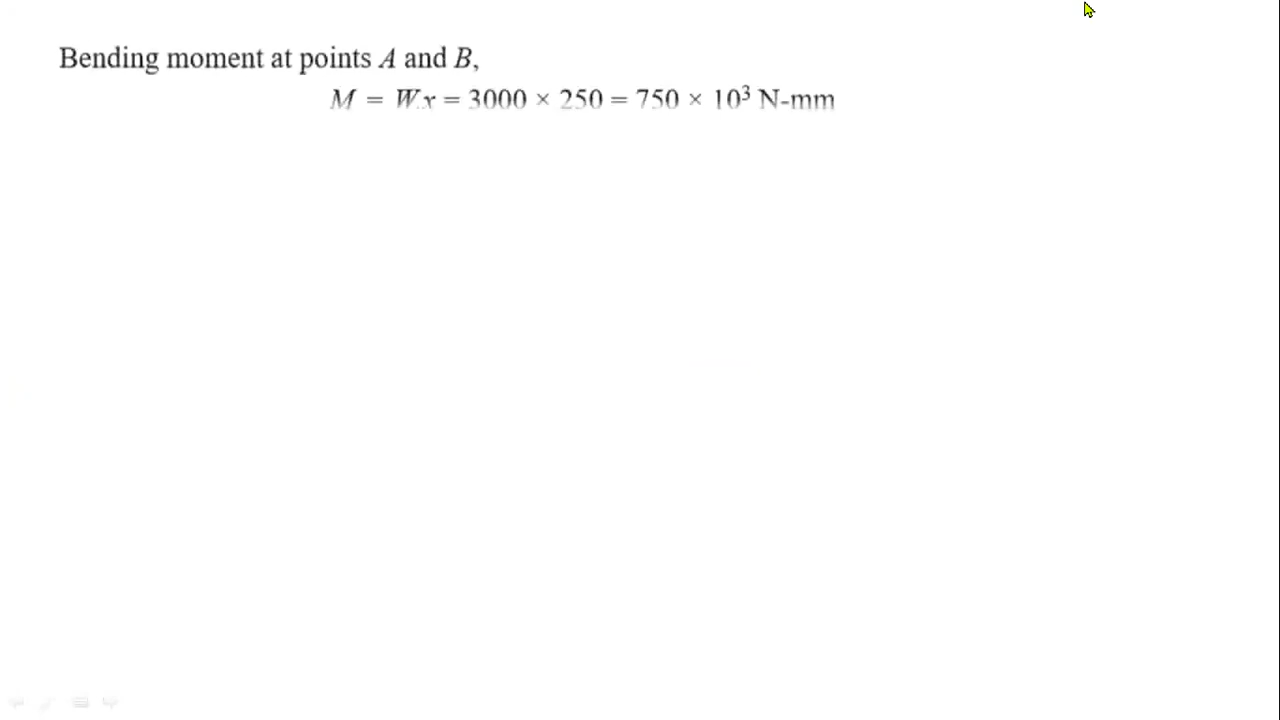 Bending moment at points A and B,
M = W.x = 3000 × 250 = 750 × 10³ N-mm